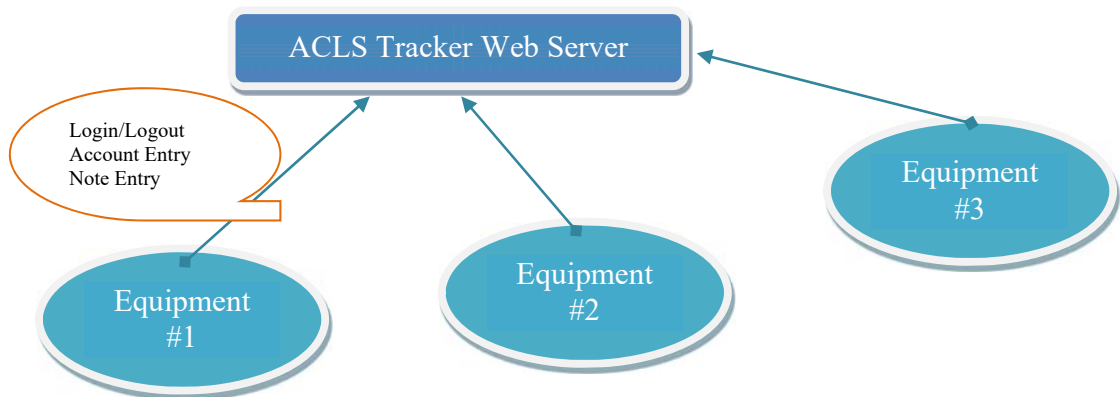 ACLS Tracker Web Server
Login/Logout
Account Entry
Note Entry
Equipment
#3
Equipment
#2
Equipment
#1